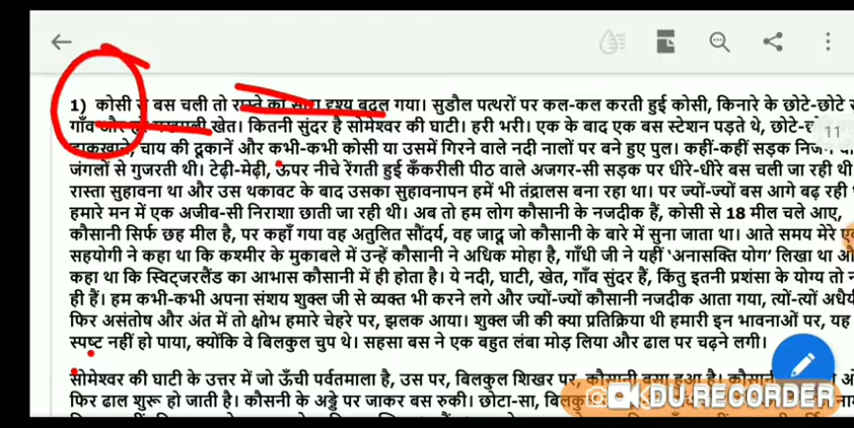 1) कोसी से बस चली तो रास्ते का सारा दृश्य बदल गया। सुडौल पत्थरों पर कल-कल करती हुई कोसी, किनारे के छोटे-छोटे
गाँव और हरे मखमली खेत। कितनी सुंदर है सोमेश्वर की घाटी। हरी भरी। एक के बाद एक बस स्टेशन पड़ते थे, छोटे-
11
डाकखाने, चाय की दूकानें और कभी-कभी कोसी या उसमें गिरने वाले नदी नालों पर बने हुए पुल। कहीं-कहीं सड़क निर्जन
जंगलों से गुजरती थी। टेढ़ी-मेढ़ी, ऊपर नीचे रेंगती हुई कँकरीली पीठ वाले अजगर-सी सड़क पर धीरे-धीरे बस चली जा रही थी
रास्ता सुहावना था और उस थकावट के बाद उसका सुहावनापन हमें भी तंद्रालस बना रहा था। पर ज्यों-ज्यों बस आगे बढ़ रही
हमारे मन में एक अजीब-सी निराशा छाती जा रही थी। अब तो हम लोग कौसानी के नजदीक हैं, कोसी से 18 मील चले आए,
कौसानी सिर्फ छह मील है, पर कहाँ गया वह अतुलित सौंदर्य, वह जादू जो कौसानी के बारे में सुना जाता था। आते समय मेरे
सहयोगी ने कहा था कि कश्मीर के मुकाबले में उन्हें कौसानी ने अधिक मोहा है, गाँधी जी ने यहीं 'अनासक्ति योग' लिखा था
कहा था कि स्विट्जरलैंड का आभास कौसानी में ही होता है। ये नदी, घाटी, खेत, गाँव सुंदर हैं, किंतु इतनी प्रशंसा के योग्य तो
ही हैं। हम कभी-कभी अपना संशय शुक्ल जी से व्यक्त भी करने लगे और ज्यों-ज्यों कौसानी नजदीक आता गया, त्यों-त्यों
फिर असंतोष और अंत में तो क्षोभ हमारे चेहरे पर, झलक आया। शुक्ल जी की क्या प्रतिक्रिया थी हमारी इन भावनाओं पर, यह
स्पष्ट नहीं हो पाया, क्योंकि वे बिलकुल चुप थे। सहसा बस ने एक बहुत लंबा मोड़ लिया और ढाल पर चढ़ने लगी।
सोमेश्वर की घाटी के उत्तर में जो ऊँची पर्वतमाला है, उस पर, बिलकुल शिखर पर, कौसानी बसा हुआ है।
फिर ढाल शुरू हो जाती है। कौसनी के अड्डे पर जाकर बस रुकी। छोटा-सा,
DU RECORDER